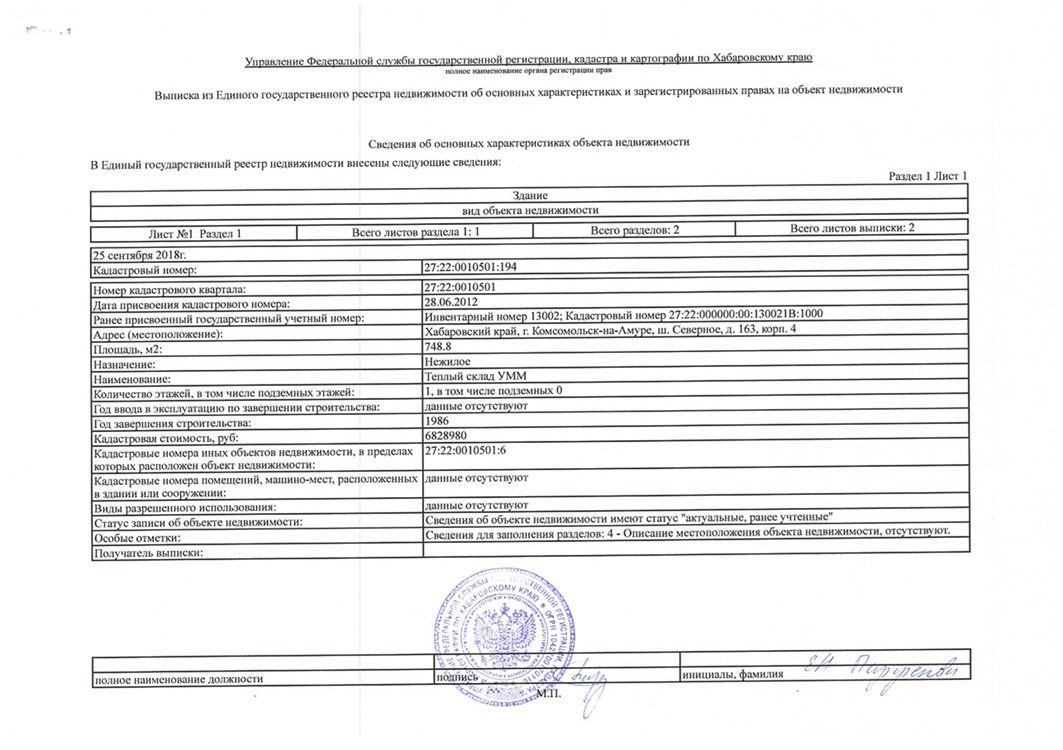 Управление Федеральной службы государственной регистрации, кадастра и картографии по Хабаровскому краю
полное наименование органа регистрации прав
Выписка из Единого государственного реестра недвижимости об основных характеристиках и зарегистрированных правах на объект недвижимости
Сведения об основных характеристиках объекта недвижимости
В Единый государственный реестр недвижимости внесены следующие сведения:
Раздел 1 Лист 1
Здание
вид объекта недвижимости
Лист №1 Раздел 1 Всего листов раздела 1: 1 Всего разделов: 2 Всего листов выписки: 2
25 сентября 2018г.
Кадастровый номер: 27:22:0010501:194
Номер кадастрового квартала: 27:22:0010501
Дата присвоения кадастрового номера: 28.06.2012
Ранее присвоенный государственный учетный номер: Инвентарный номер 13002; Кадастровый номер 27:22:000000:00:130021В:1000
Адрес (местоположение): Хабаровский край, г. Комсомольск-на-Амуре, ш. Северное, д. 163, корп. 4
Площадь, м2: 748.8
Назначение: Нежилое
Наименование: Теплый склад УММ
Количество этажей, в том числе подземных этажей: 1, в том числе подземных 0
Год ввода в эксплуатацию по завершении строительства: данные отсутствуют
Год завершения строительства: 1986
Кадастровая стоимость, руб: 6828980
Кадастровые номера иных объектов недвижимости, в пределах 27:22:0010501:6
которых расположен объект недвижимости:
Кадастровые номера помещений, машино-мест, расположенных данные отсутствуют
в здании или сооружении:
Виды разрешенного использования: данные отсутствуют
Статус записи об объекте недвижимости: Сведения об объекте недвижимости имеют статус "актуальные, ранее учтенные"
Особые отметки: Сведения для заполнения разделов: 4 - Описание местоположения объекта недвижимости, отсутствуют.
Получатель выписки:
полное наименование должности подпись инициалы, фамилия
М.П.